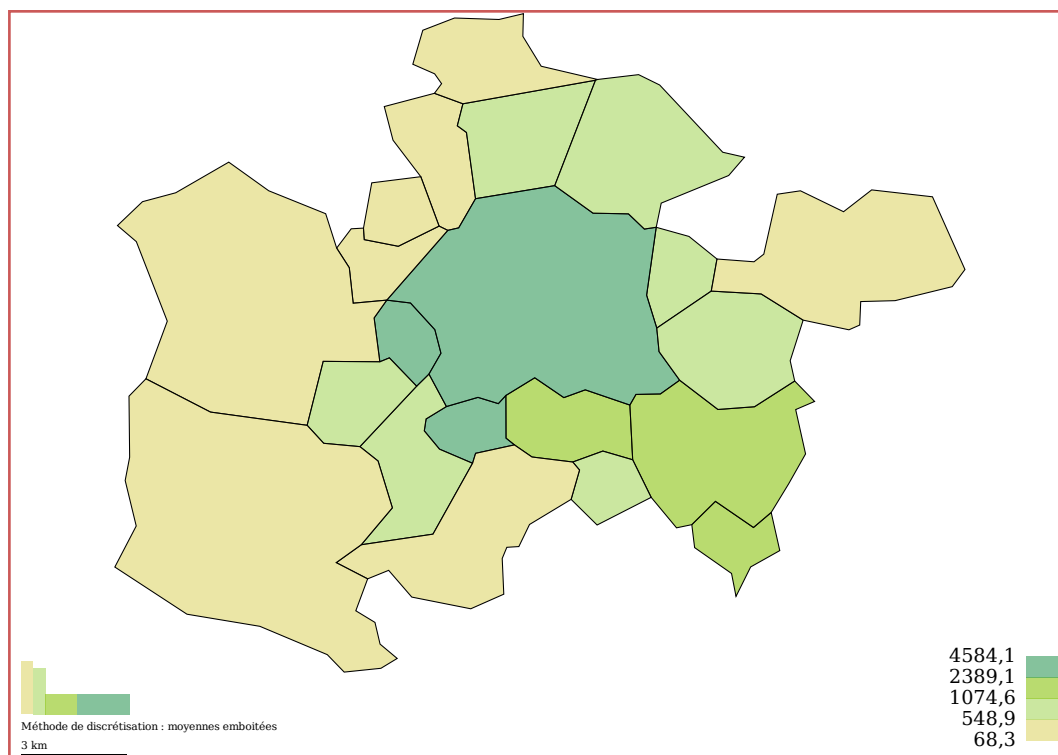 4584,1
2389,1
1074,6
548,9
68,3
Méthode de discrétisation : moyennes emboitées
3 km